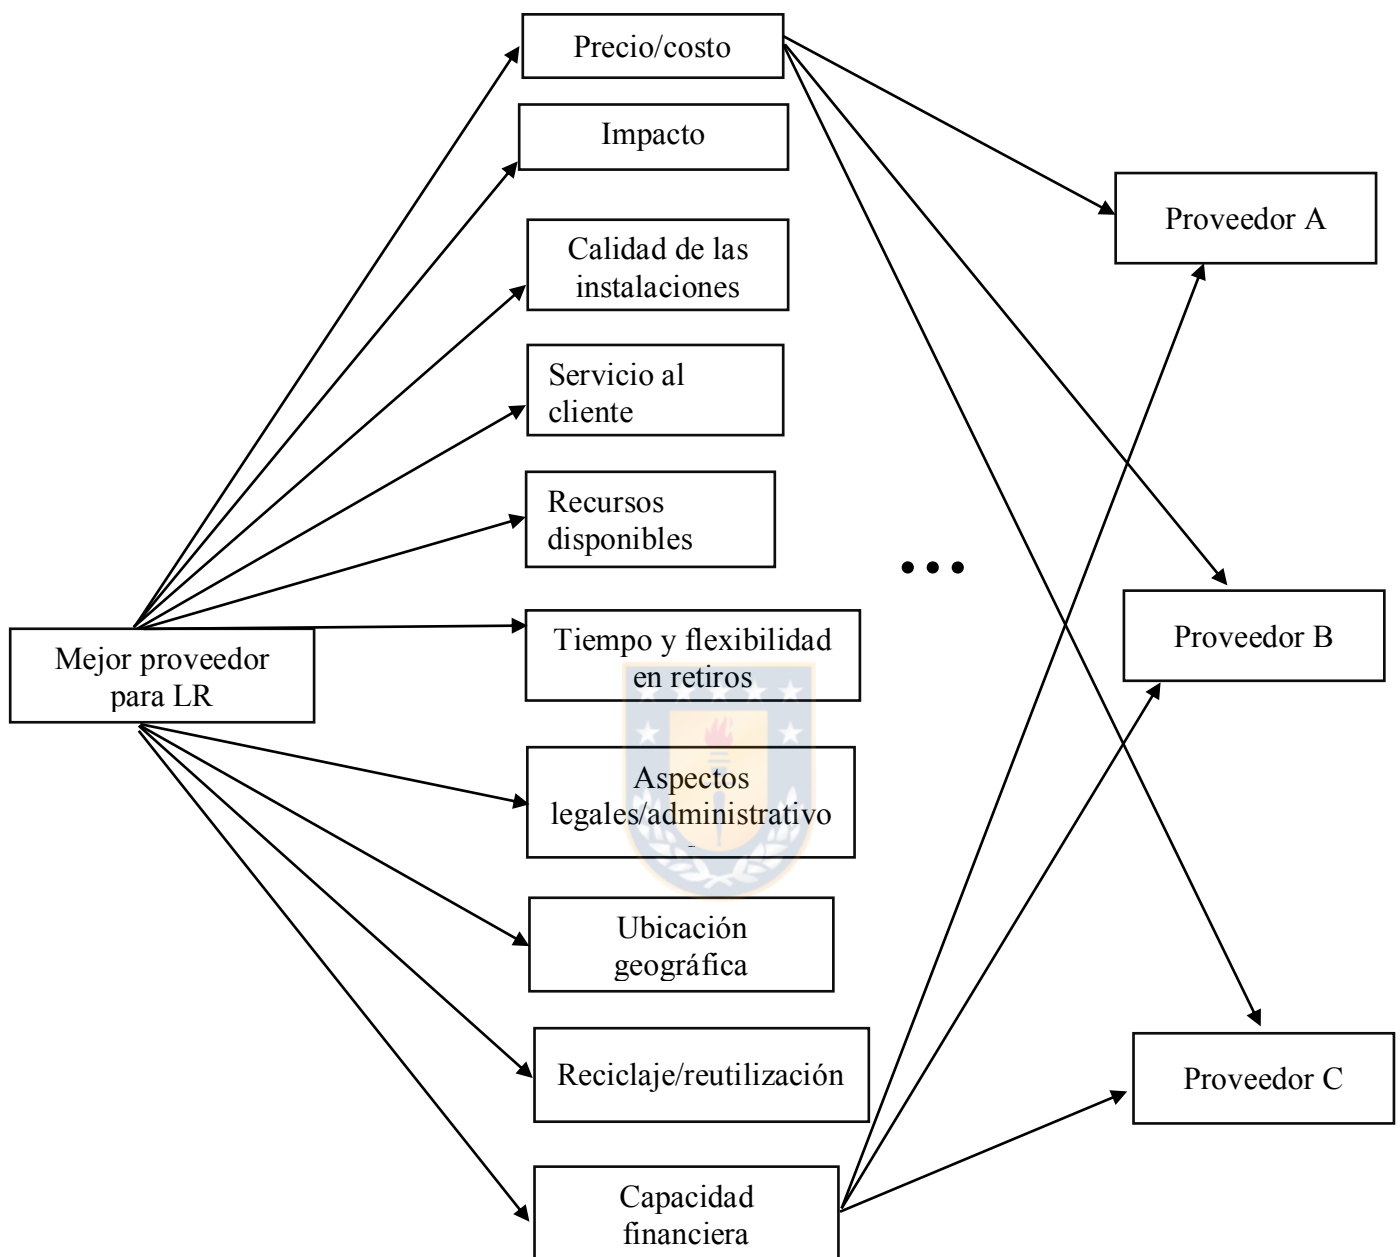 Precio/costo
Impacto
Calidad de las
instalaciones
Servicio al
cliente
Recursos
disponibles
Tiempo y flexibilidad
en retiros
Aspectos
legales/administrativo
Ubicación
geográfica
Reciclaje/reutilización
Capacidad
financiera
Mejor proveedor
para LR
...
Proveedor A
Proveedor B
Proveedor C